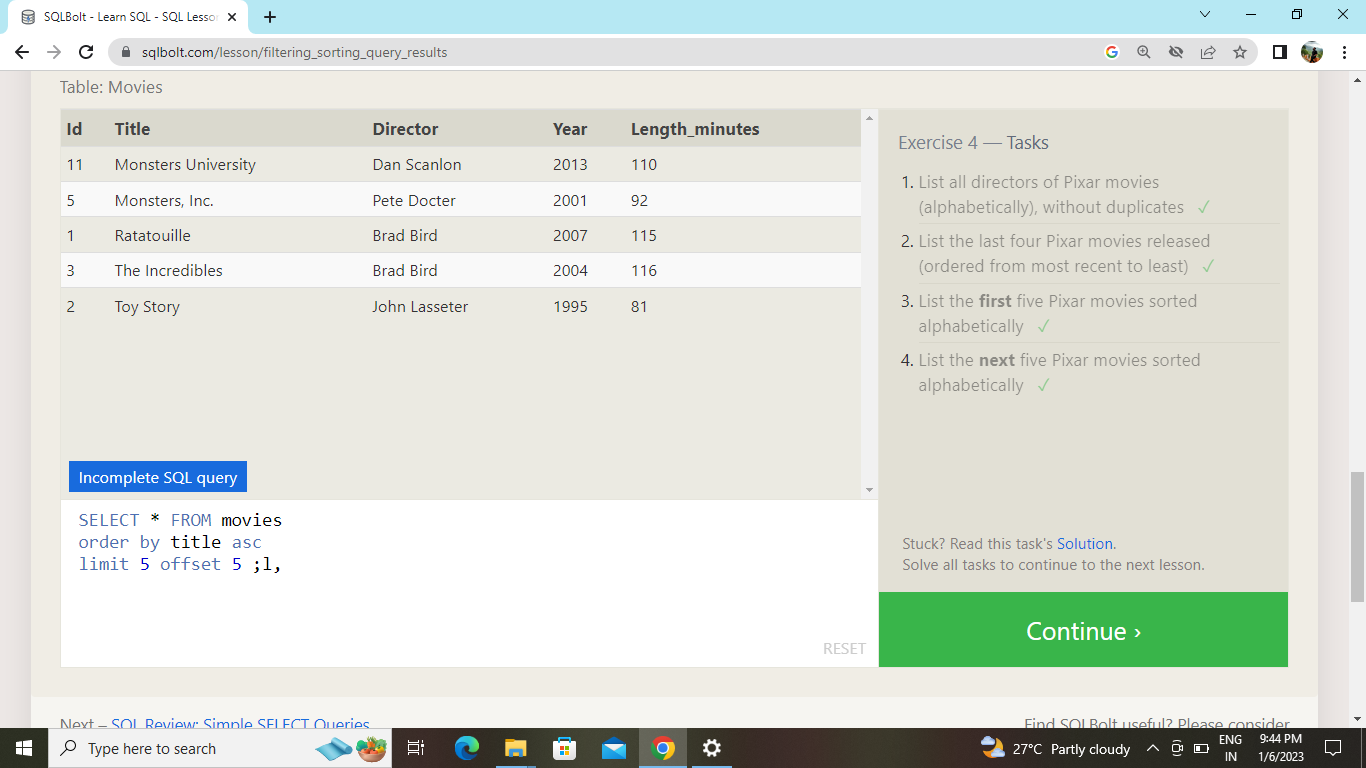 SQLBolt - Learn SQL - SQL Lesson
sqlbolt.com/lesson/filtering_sorting_query_results
Table: Movies
Id Title Director Year Length_minutes
11 Monsters University Dan Scanlon 2013 110
5 Monsters, Inc. Pete Docter 2001 92
1 Ratatouille Brad Bird 2007 115
3 The Incredibles Brad Bird 2004 116
2 Toy Story John Lasseter 1995 81
Incomplete SQL query
SELECT * FROM movies
order by title asc
limit 5 offset 5 ;l,
RESET
Exercise 4 — Tasks
1. List all directors of Pixar movies
(alphabetically), without duplicates ✓
2. List the last four Pixar movies released
(ordered from most recent to least) ✓
3. List the first five Pixar movies sorted
alphabetically ✓
4. List the next five Pixar movies sorted
alphabetically ✓
Stuck? Read this task's Solution.
Solve all tasks to continue to the next lesson.
Continue ›
Next – SQL Review: Simple SELECT Queries
Find SQLBolt useful? Please consider
Type here to search
27°C Partly cloudy
ENG
IN
9:44 PM
1/6/2023